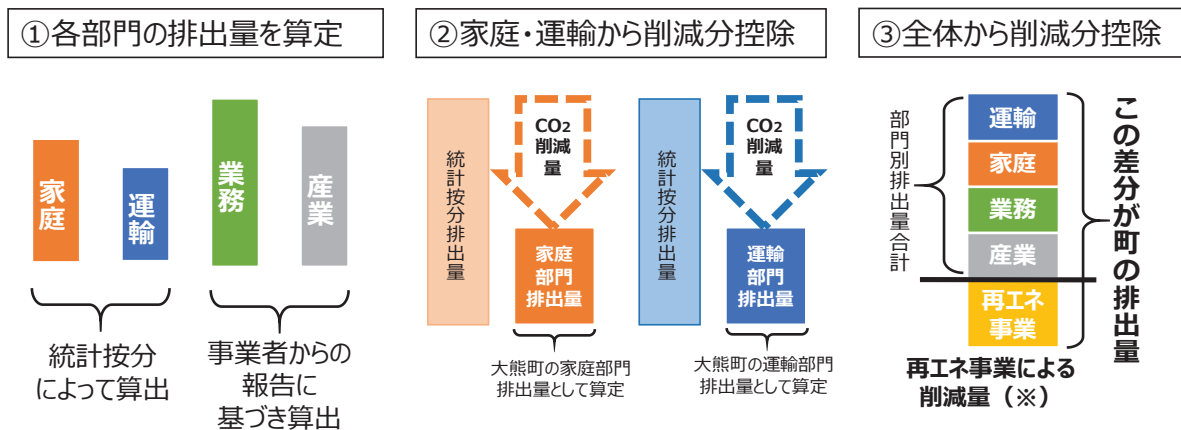 ①各部門の排出量を算定
家庭
運輸
業務
産業
統計按分
によって算出
事業者からの
報告に
基づき算出
②家庭・運輸から削減分控除
統計按分排出量
CO2
削減
量
家庭
部門
排出量
大熊町の家庭部門
排出量として算定
統計按分排出量
CO2
削減
量
運輸
部門
排出量
大熊町の運輸部門
排出量として算定
③全体から削減分控除
部門別排出量合計
運輸
家庭
業務
産業
再エネ
事業
この差分が町の排出量
再エネ事業による
削減量（※）